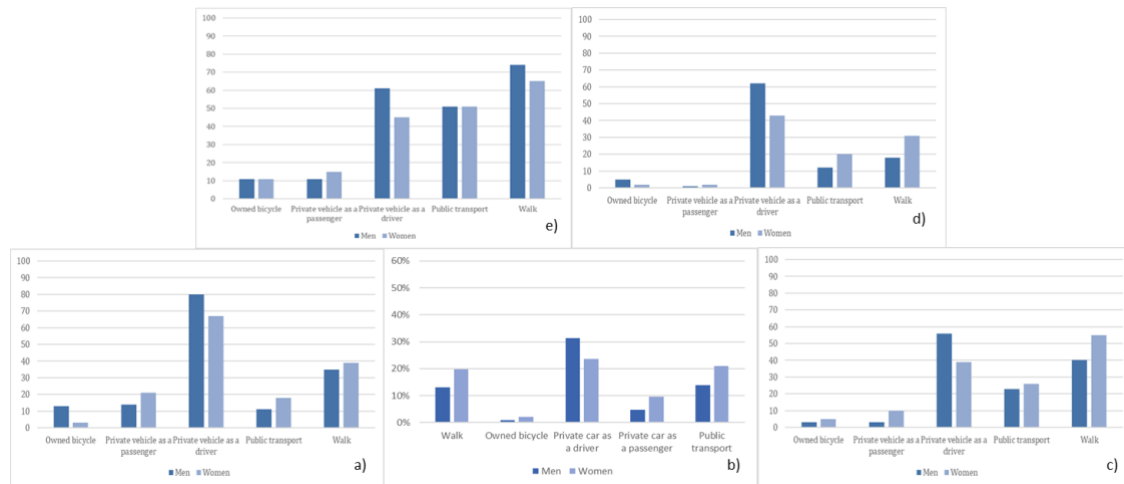 100
90
80
70
60
50
40
30
20
10
0
Owned bicycle
Private vehicle as a passenger
Private vehicle as a driver
Public transport
Walk
Men Women
e)
100
90
80
70
60
50
40
30
20
10
0
Owned bicycle
Private vehicle as a passenger
Private vehicle as a driver
Public transport
Walk
Men Women
d)
100
90
80
70
60
50
40
30
20
10
0
Owned bicycle
Private vehicle as a passenger
Private vehicle as a driver
Public transport
Walk
Men Women
a)
60%
50%
40%
30%
20%
10%
0%
Walk
Owned bicycle
Private car as a driver
Private car as a passenger
Public transport
Men Women
b)
100
90
80
70
60
50
40
30
20
10
0
Owned bicycle
Private vehicle as a passenger
Private vehicle as a driver
Public transport
Walk
Men Women
c)